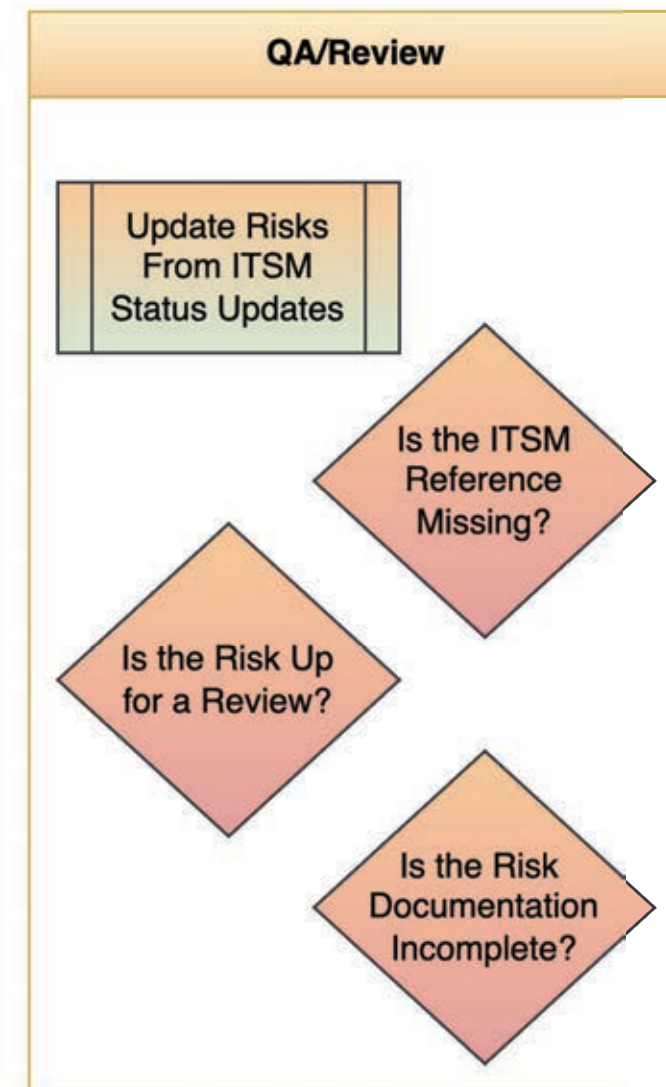 QA/Review
Update Risks
From ITSM
Status Updates
Is the ITSM
Reference
Missing?
Is the Risk Up
for a Review?
Is the Risk
Documentation
Incomplete?